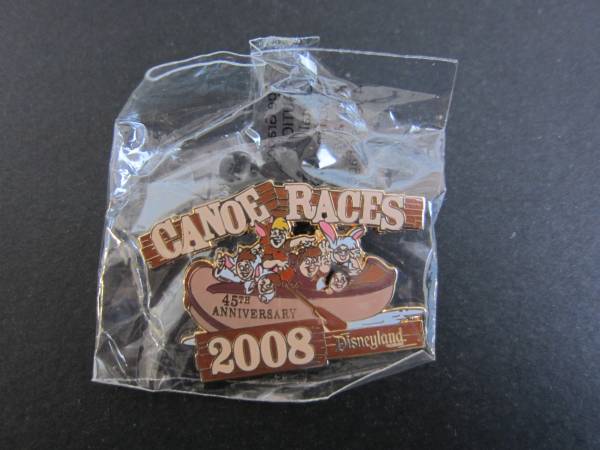 CANOE RACES
45TH
ANNIVERSARY
2008
Disneyland